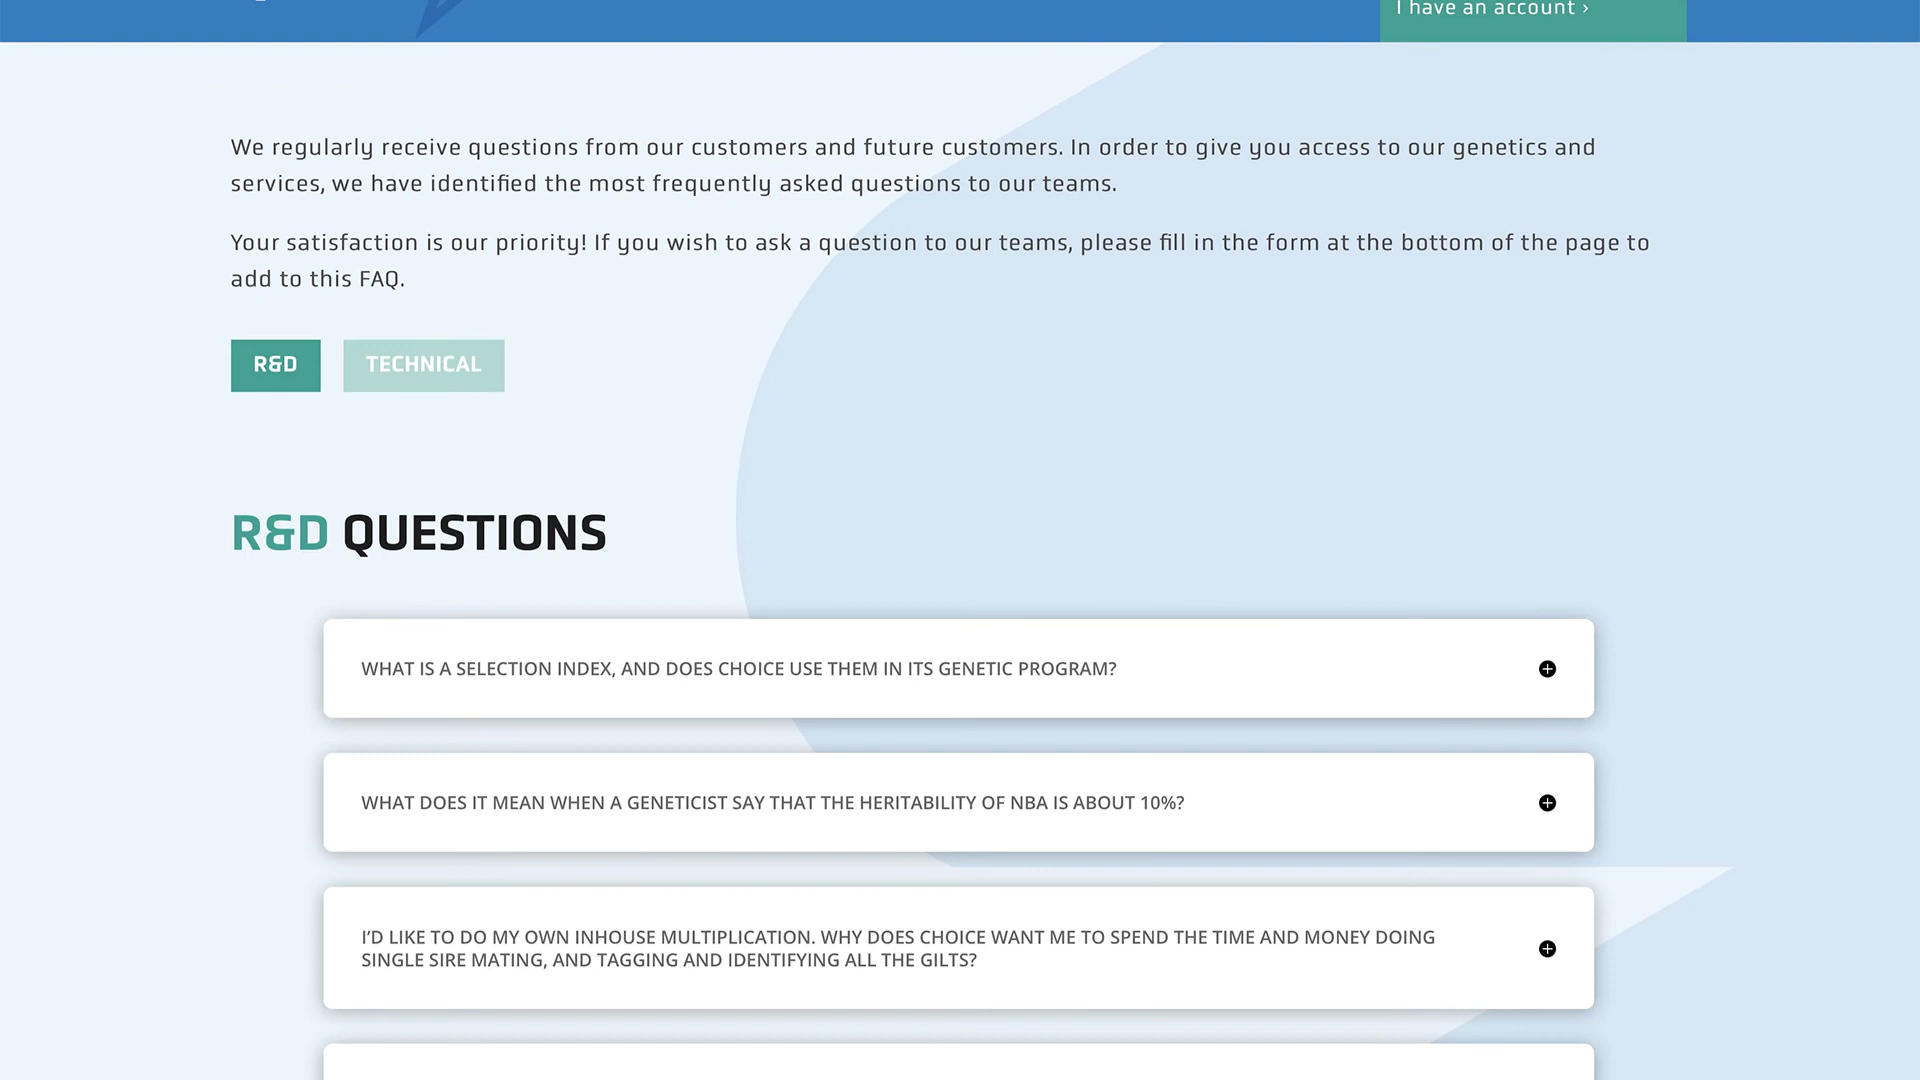 I have an account ›
We regularly receive questions from our customers and future customers. In order to give you access to our genetics and
services, we have identified the most frequently asked questions to our teams.
Your satisfaction is our priority! If you wish to ask a question to our teams, please fill in the form at the bottom of the page to
add to this FAQ.
R&D TECHNICAL
R&D QUESTIONS
WHAT IS A SELECTION INDEX, AND DOES CHOICE USE THEM IN ITS GENETIC PROGRAM?
WHAT DOES IT MEAN WHEN A GENETICIST SAY THAT THE HERITABILITY OF NBA IS ABOUT 10%?
I’D LIKE TO DO MY OWN INHOUSE MULTIPLICATION. WHY DOES CHOICE WANT ME TO SPEND THE TIME AND MONEY DOING
SINGLE SIRE MATING, AND TAGGING AND IDENTIFYING ALL THE GILTS?